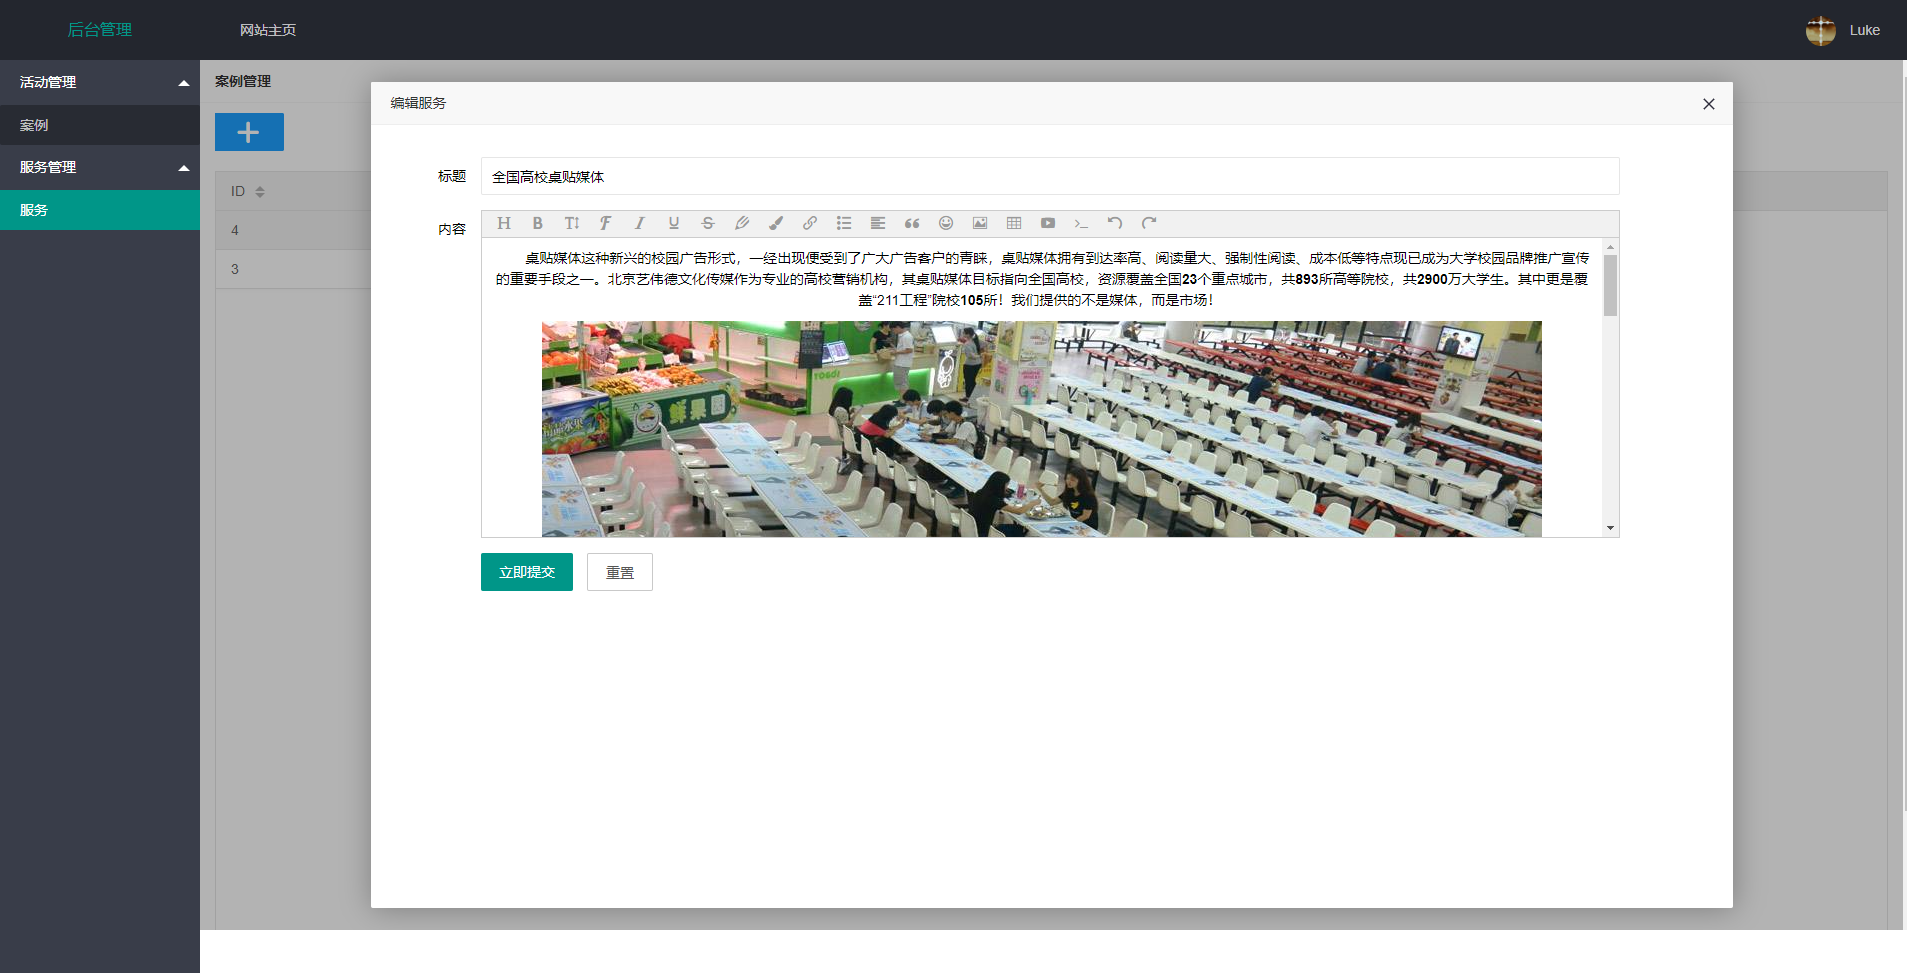 后台管理
网站主页
Luke
活动管理
案例
服务管理
服务
案例管理
ID
4
3
编辑服务
标题
全国高校桌贴媒体
内容
桌贴媒体这种新兴的校园广告形式，一经出现便受到了广大广告客户的青睐，桌贴媒体拥有到达率高、阅读量大、强制性阅读、成本低等特点现已成为大学校园品牌推广宣传
的重要手段之一。北京艺伟德文化传媒作为专业的高校营销机构，其桌贴媒体目标指向全国高校，资源覆盖全国23个重点城市，共893所高等院校，共2900万大学生。其中更是覆
盖“211工程”院校105所！我们提供的不是媒体，而是市场！
YOGO!
鲜果园
立即提交
重置